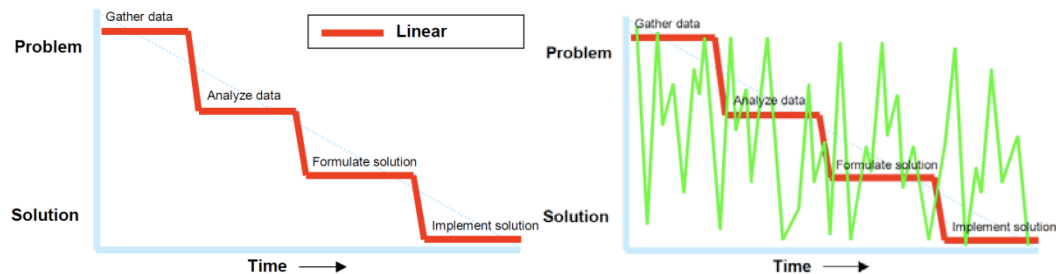 Gather data
Problem
Linear
Analyze data
Formulate solution
Solution
Implement solution
Time
Gather data
Problem
Analyze data
Formulate solution
Solution
Implement solution
Time